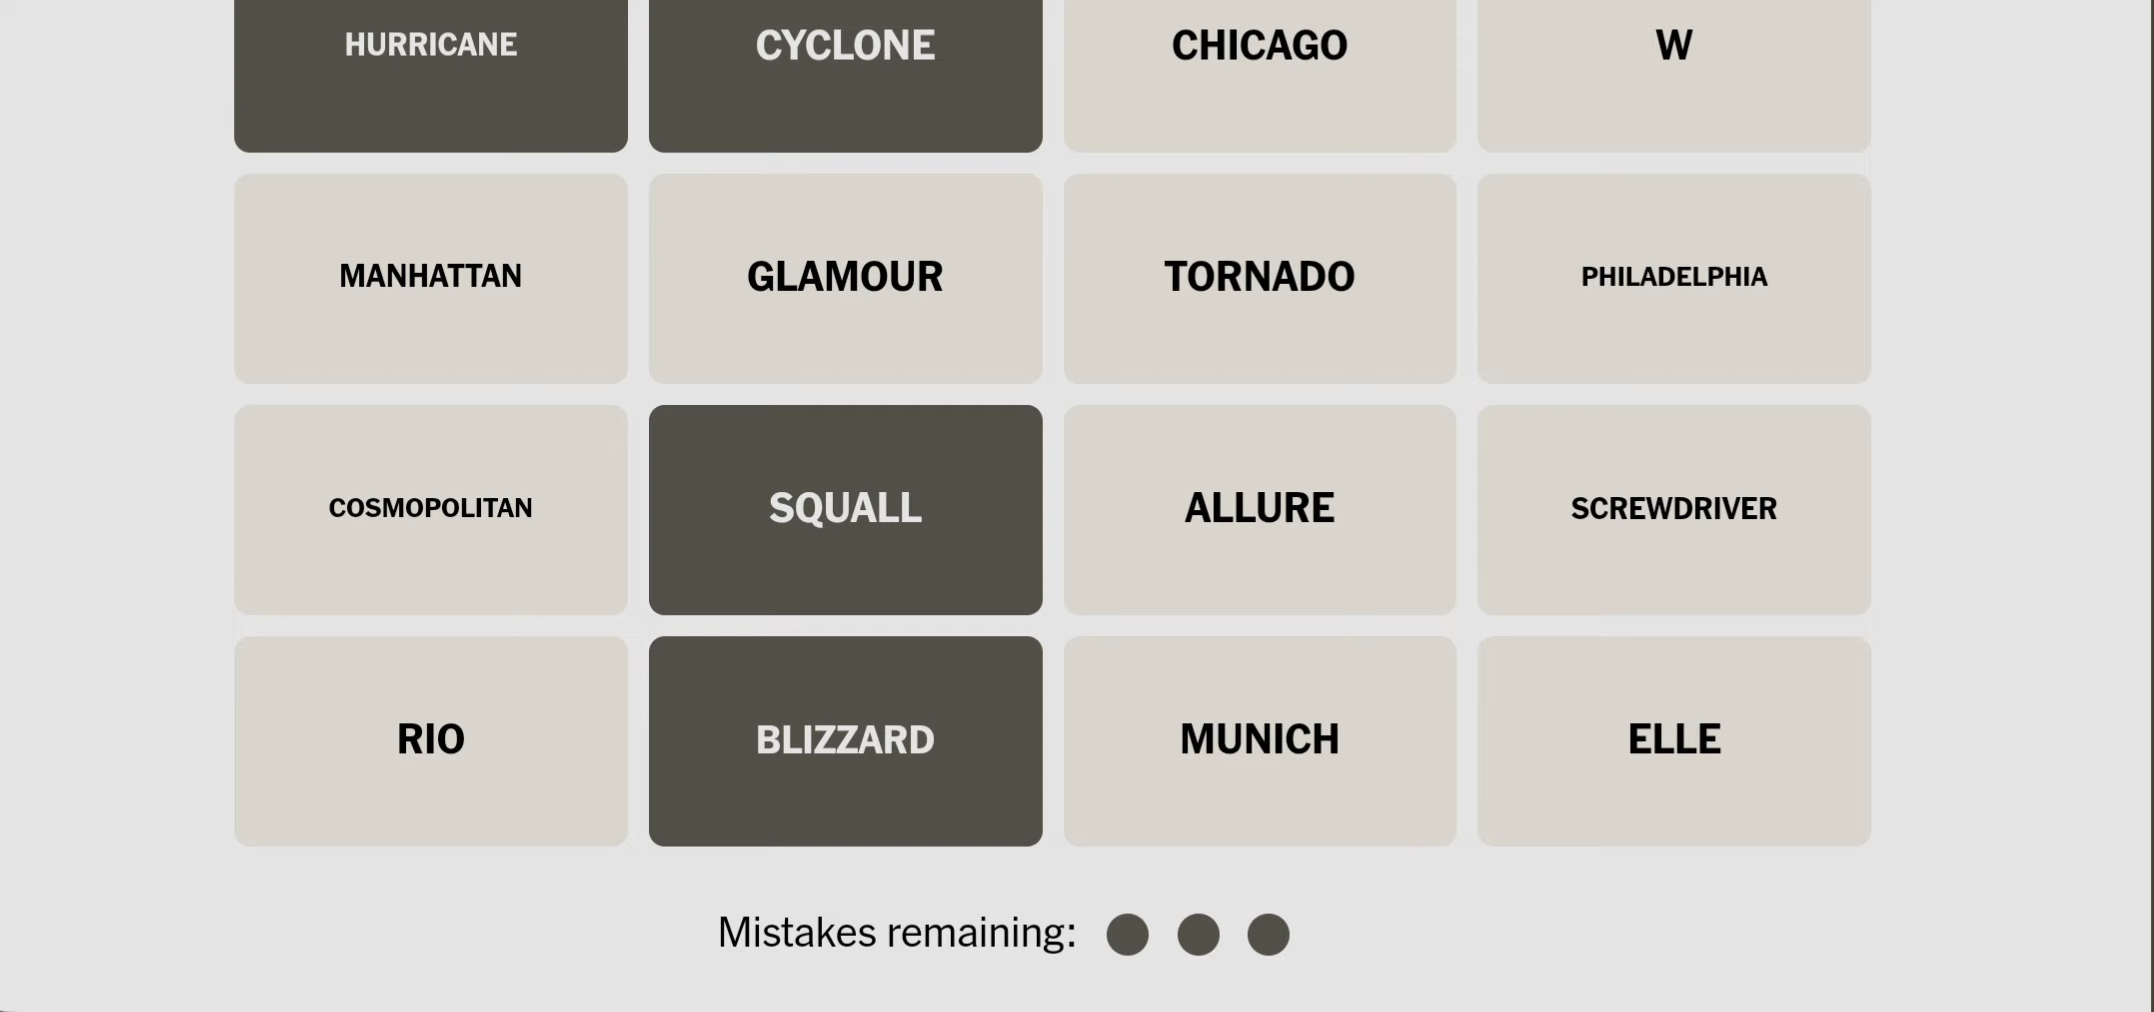 HURRICANE CYCLONE CHICAGO W
MANHATTAN GLAMOUR TORNADO PHILADELPHIA
COSMOPOLITAN SQUALL ALLURE SCREWDRIVER
RIO BLIZZARD MUNICH ELLE
Mistakes remaining: